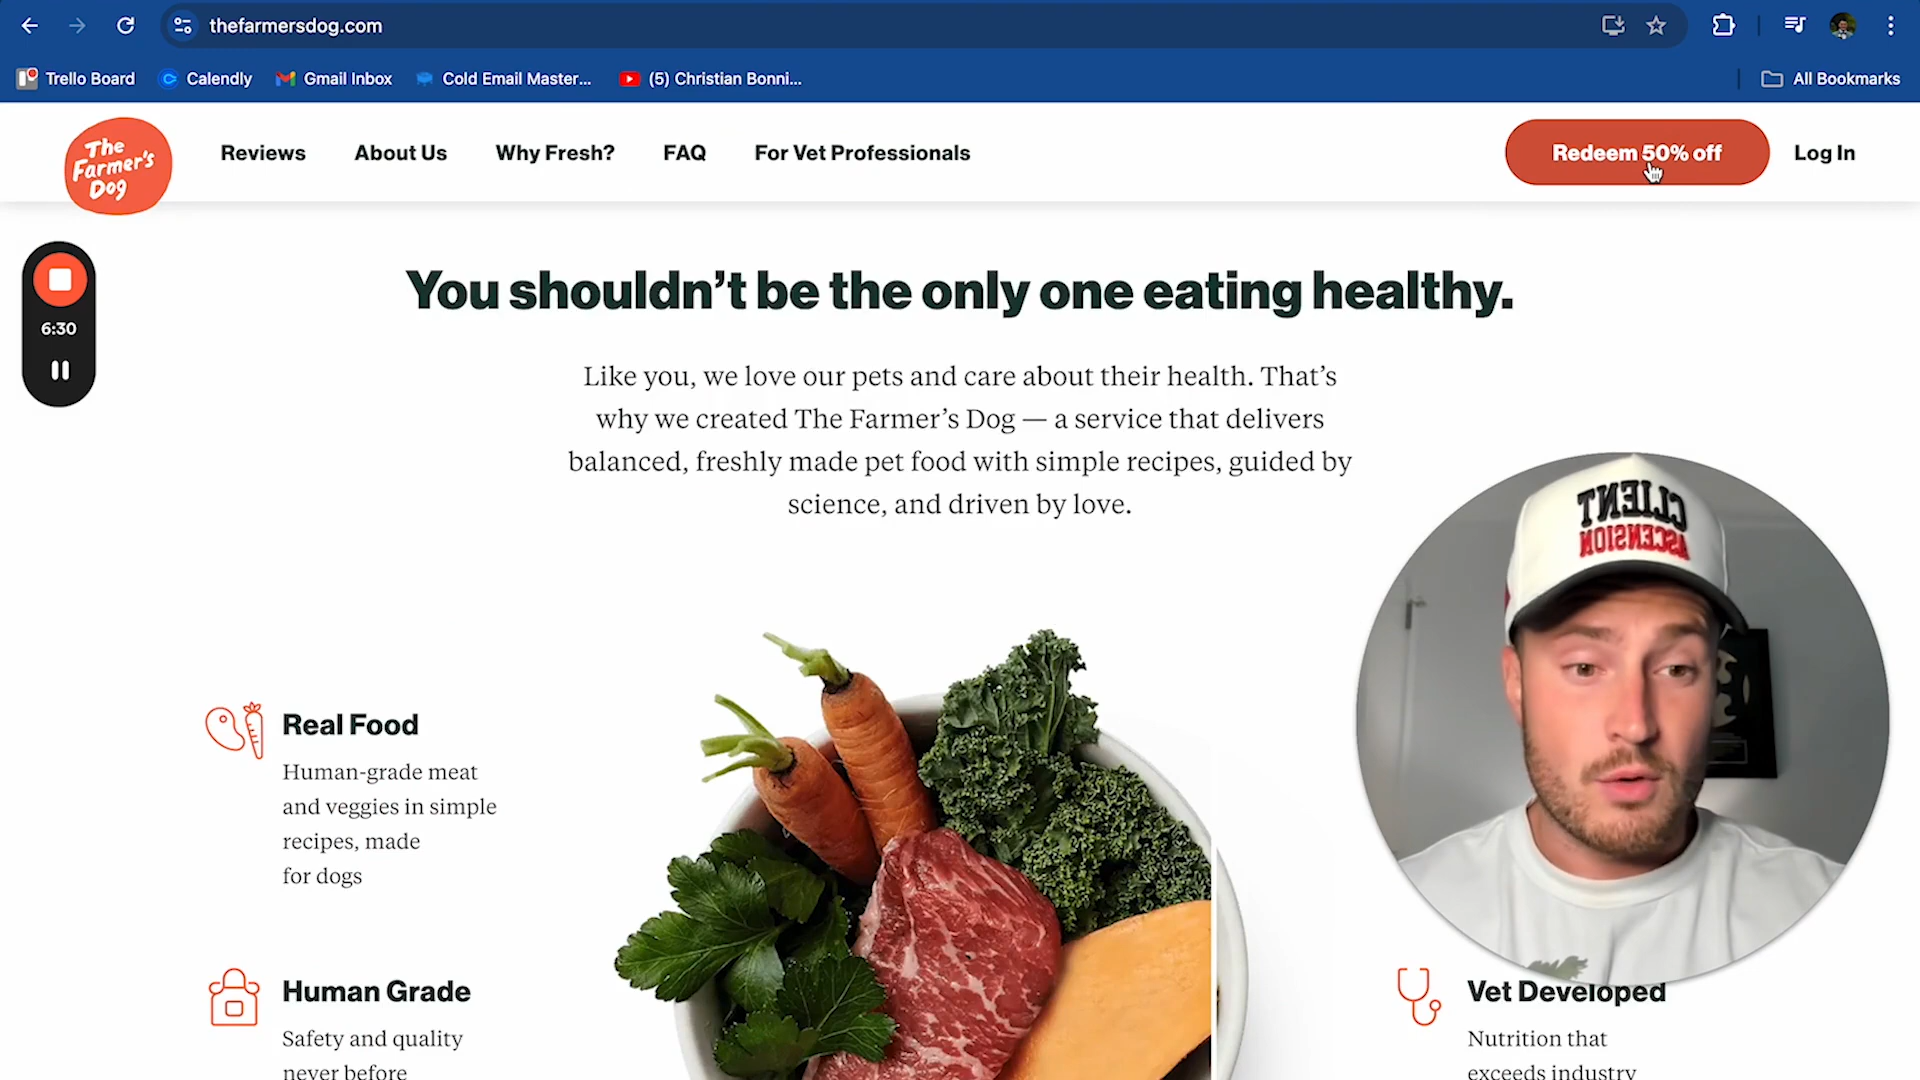 thefarmersdog.com
Trello Board
Calendly
Gmail Inbox
Cold Email Master...
(5) Christian Bonni...
All Bookmarks
The
Farmer's
Dog
Reviews
About Us
Why Fresh?
FAQ
For Vet Professionals
Redeem 50% off
Log In
6:30
You shouldn't be the only one eating healthy.
Like you, we love our pets and care about their health. That's
why we created The Farmer's Dog — a service that delivers
balanced, freshly made pet food with simple recipes, guided by
science, and driven by love.
CLIENT
ASCENSION
Real Food
Human-grade meat
and veggies in simple
recipes, made
for dogs
Human Grade
Safety and quality
never before
Vet Developed
Nutrition that
exceeds industry